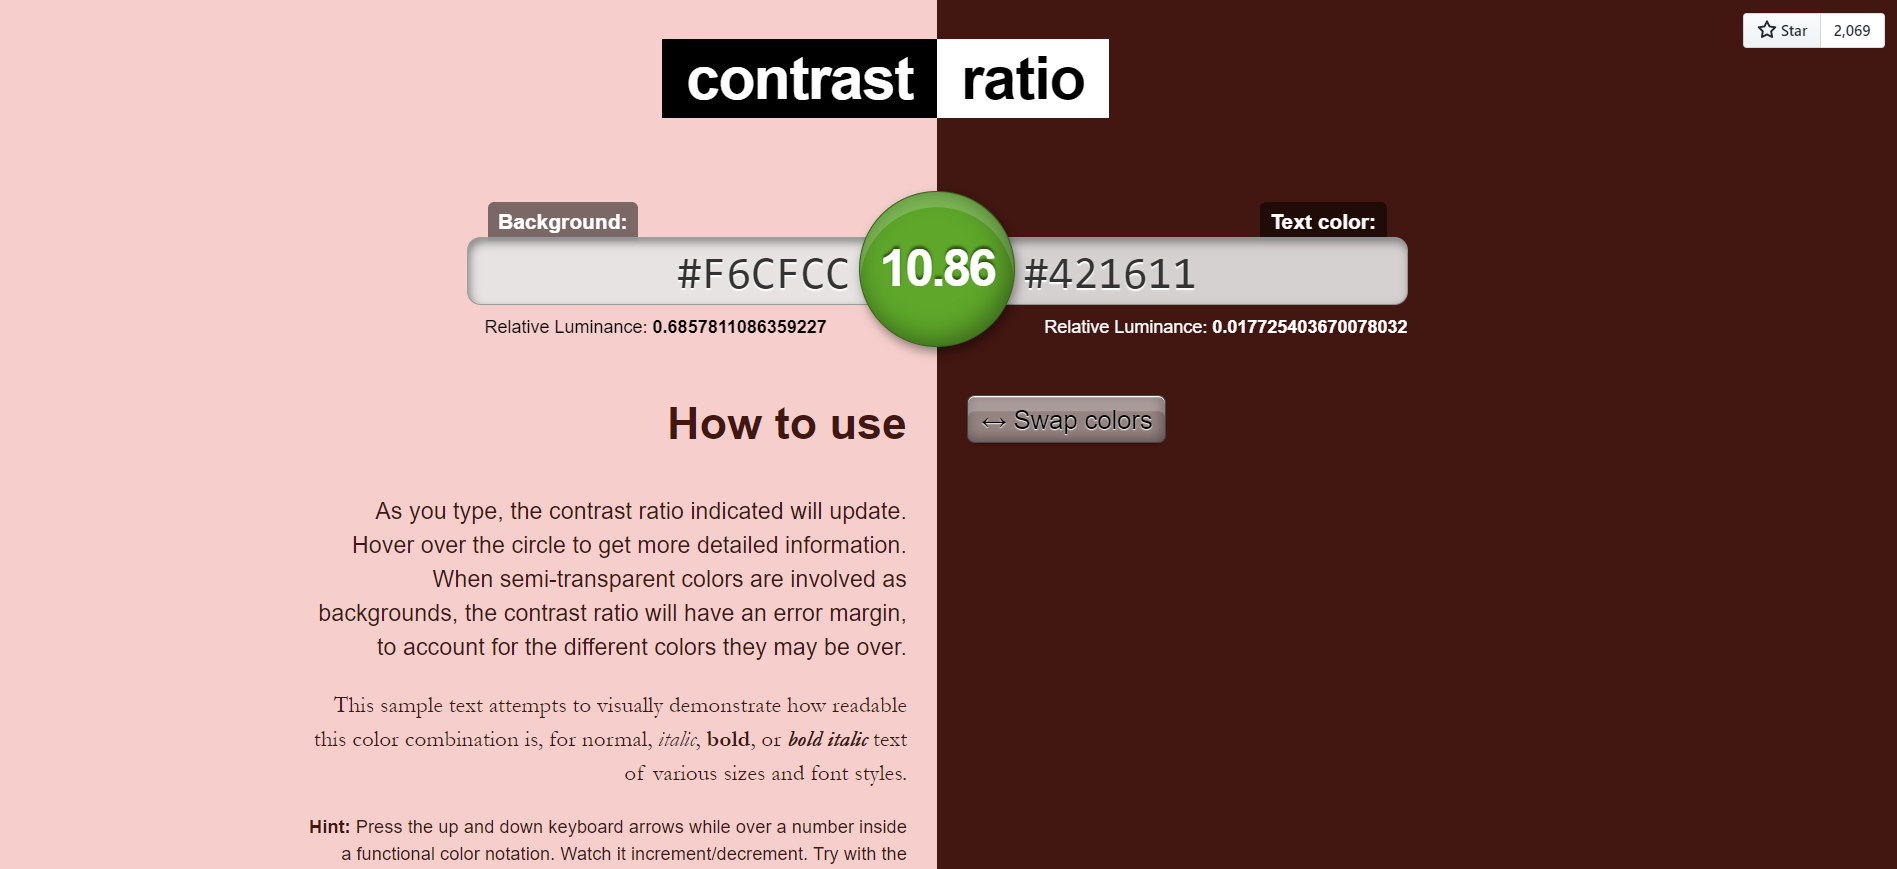 Star 2,069
contrast ratio
Background:
Text color:
#F6CFCC 10.86 #421611
Relative Luminance: 0.6857811086359227
Relative Luminance: 0.017725403670078032
How to use
↔ Swap colors
As you type, the contrast ratio indicated will update.
Hover over the circle to get more detailed information.
When semi-transparent colors are involved as
backgrounds, the contrast ratio will have an error margin,
to account for the different colors they may be over.
This sample text attempts to visually demonstrate how readable
this color combination is, for normal, italic, bold, or bold italic text
of various sizes and font styles.
Hint: Press the up and down keyboard arrows while over a number inside
a functional color notation. Watch it increment/decrement. Try with the